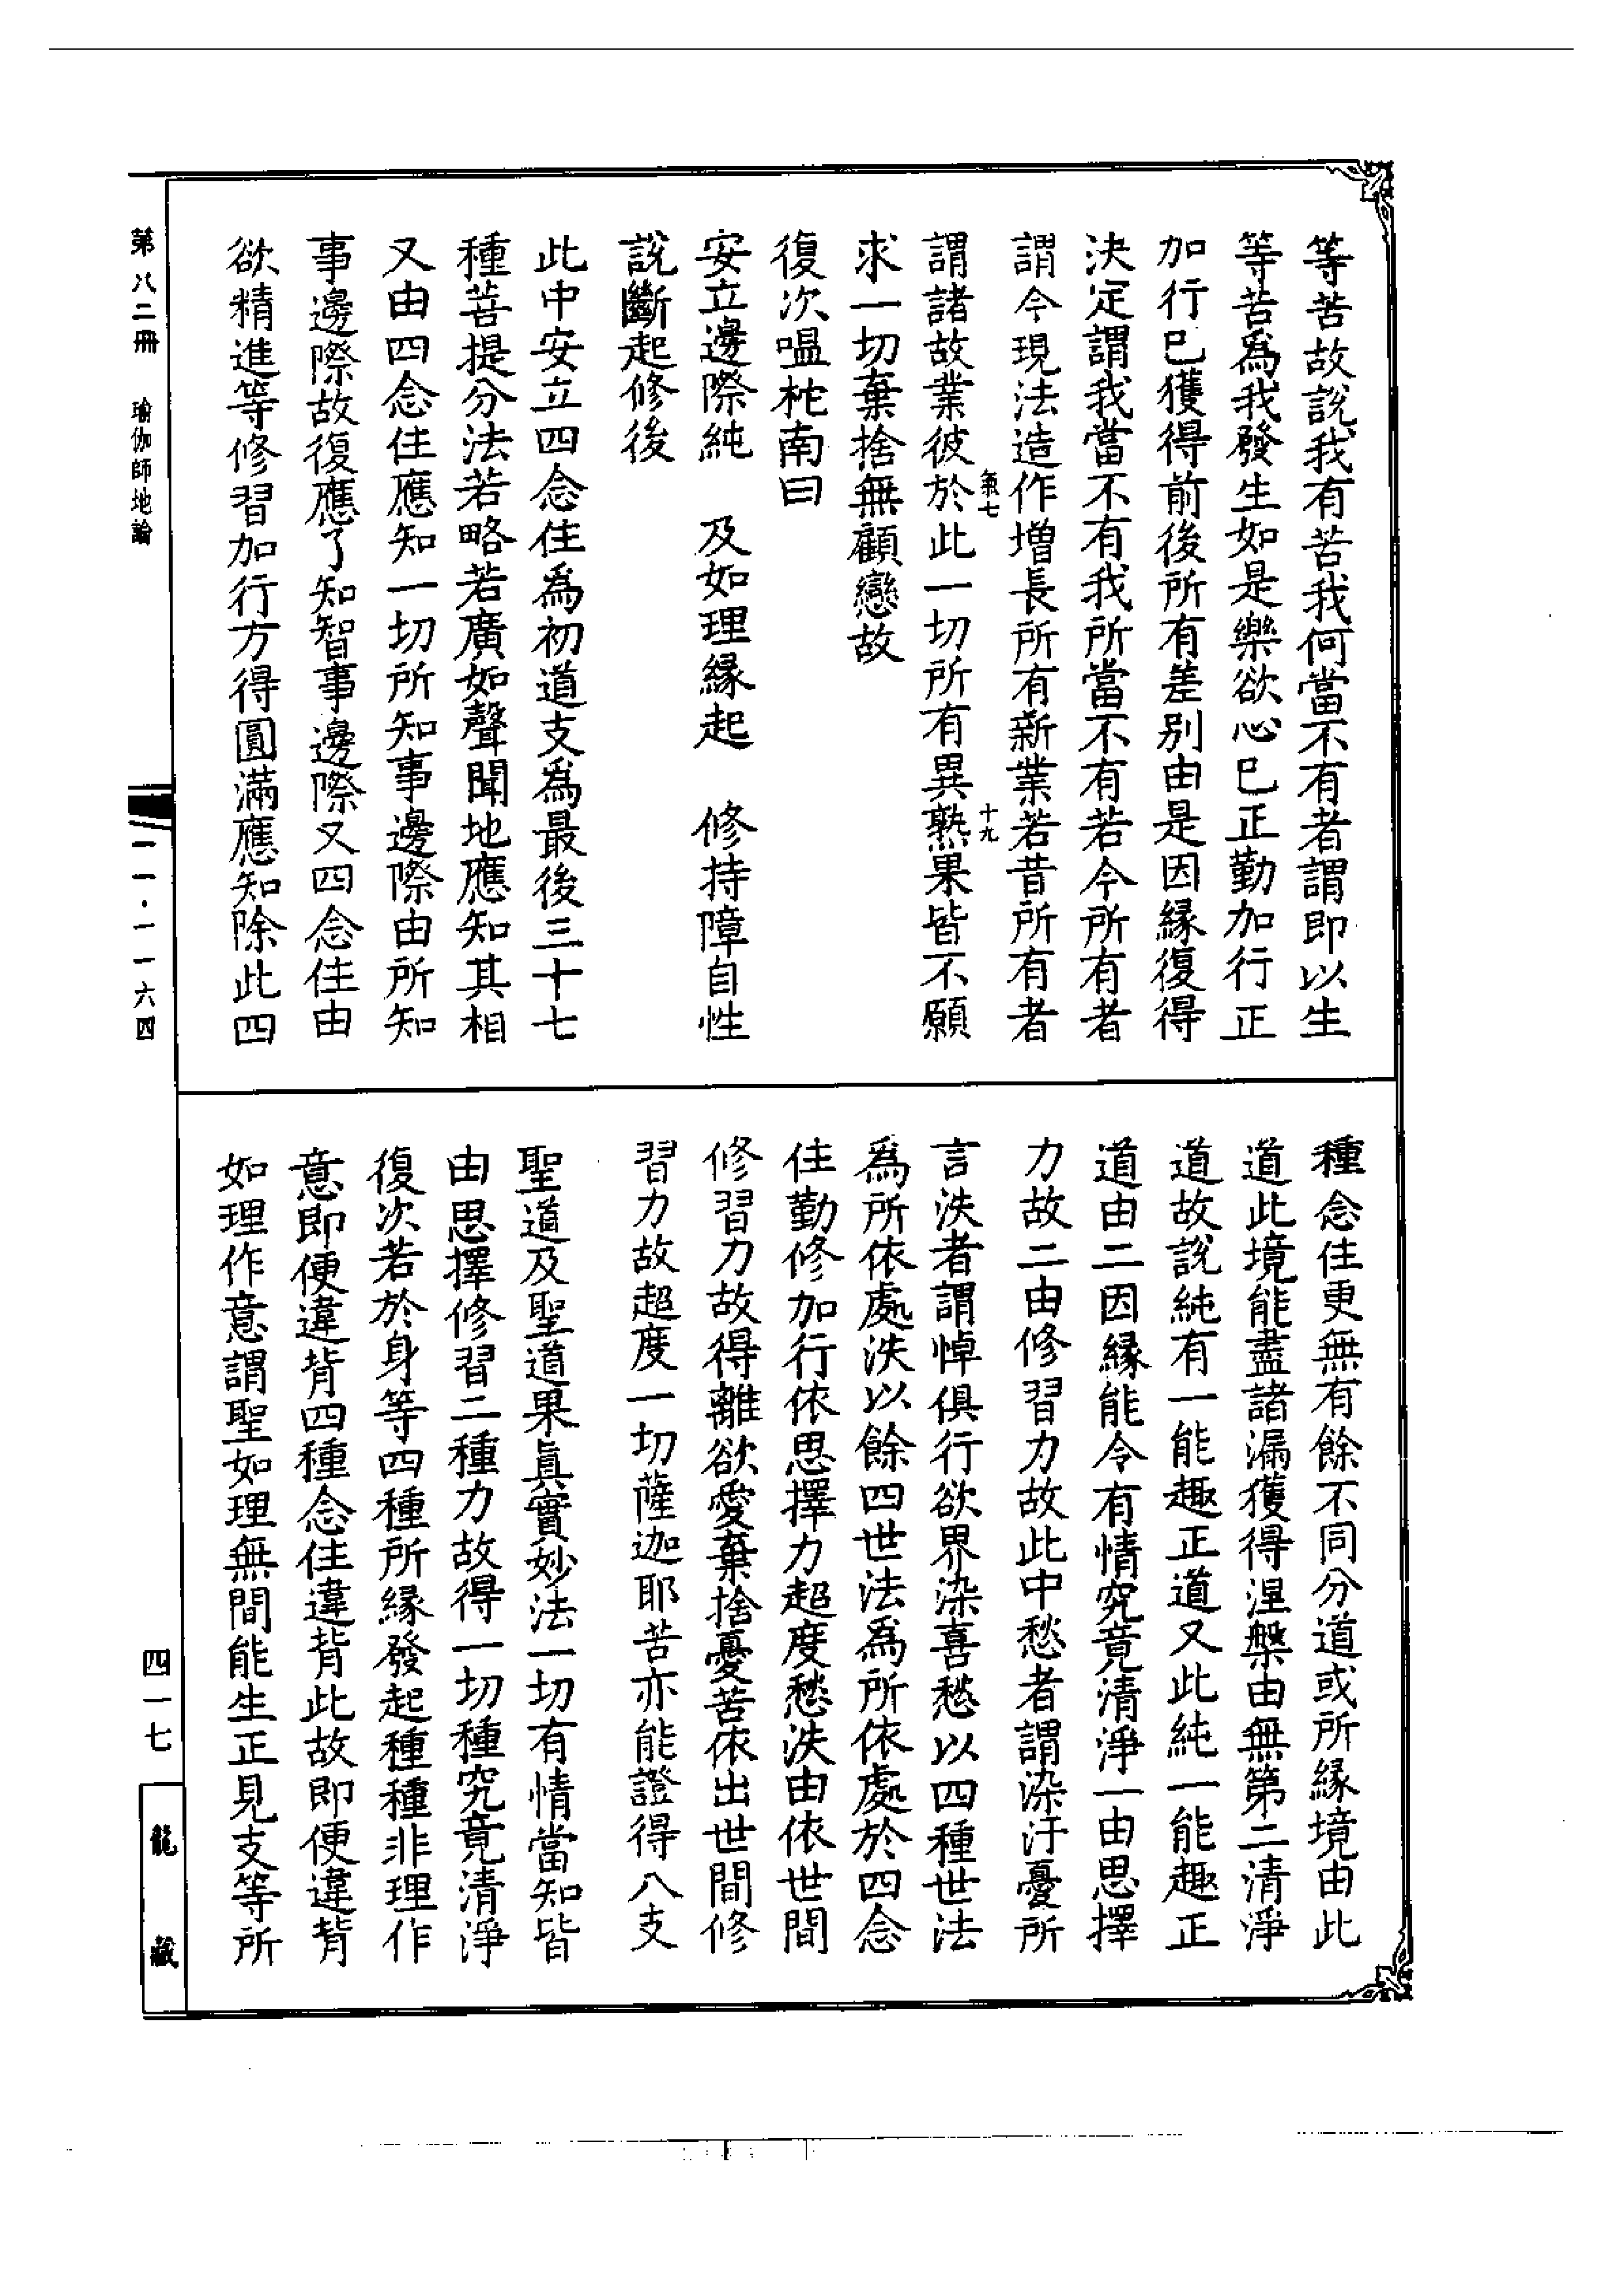 等苦故說我有苦我何當不有者謂即以生
等苦為我發生如是樂欲心已正勤加行正
加行已獲得前後所有差別由是因緣復得
決定謂我當不有我所當不有若今所有者
謂今現法造作增長所有新業若昔所有者
氣七
十九
謂諸故業彼於此一切所有異熟果皆不願
求一切棄捨無顧戀故
復次嗢柁南曰
安立邊際純 及如理緣起 修持障自性
說斷起修後
此中安立四念住為初道支為最後三十七
種菩提分法若略若廣如聲聞地應知其相
又由四念住應知一切所知事邊際由所知
事邊際故復應了知智事邊際又四念住由
欲精進等修習加行方得圓滿應知除此四
種念住更無有餘不同分道或所緣境由此
道此境能盡諸漏獲得涅槃由無第二清淨
道故說純有一能趣正道又此純一能趣正
道由二因緣能令有情究竟清淨一由思擇
力故二由修習力故此中愁者謂染汙憂所
言泆者謂悼俱行欲界染喜愁以四種世法
為所依處泆以餘四世法為所依處於四念
住勤修加行依思擇力超度愁泆由依世間
修習力故得離欲愛棄捨憂苦依出世間修
習力故超度一切薩迦耶苦亦能證得八支
聖道及聖道果真實妙法一切有情當知皆
由思擇修習二種力故得一切種究竟清淨
復次若於身等四種所緣發起種種非理作
意即便違背四種念住違背此故即便違背
如理作意謂聖如理無間能生正見支等所
第八二冊 瑜伽師地論
一一·一一六四
四一七
龍藏